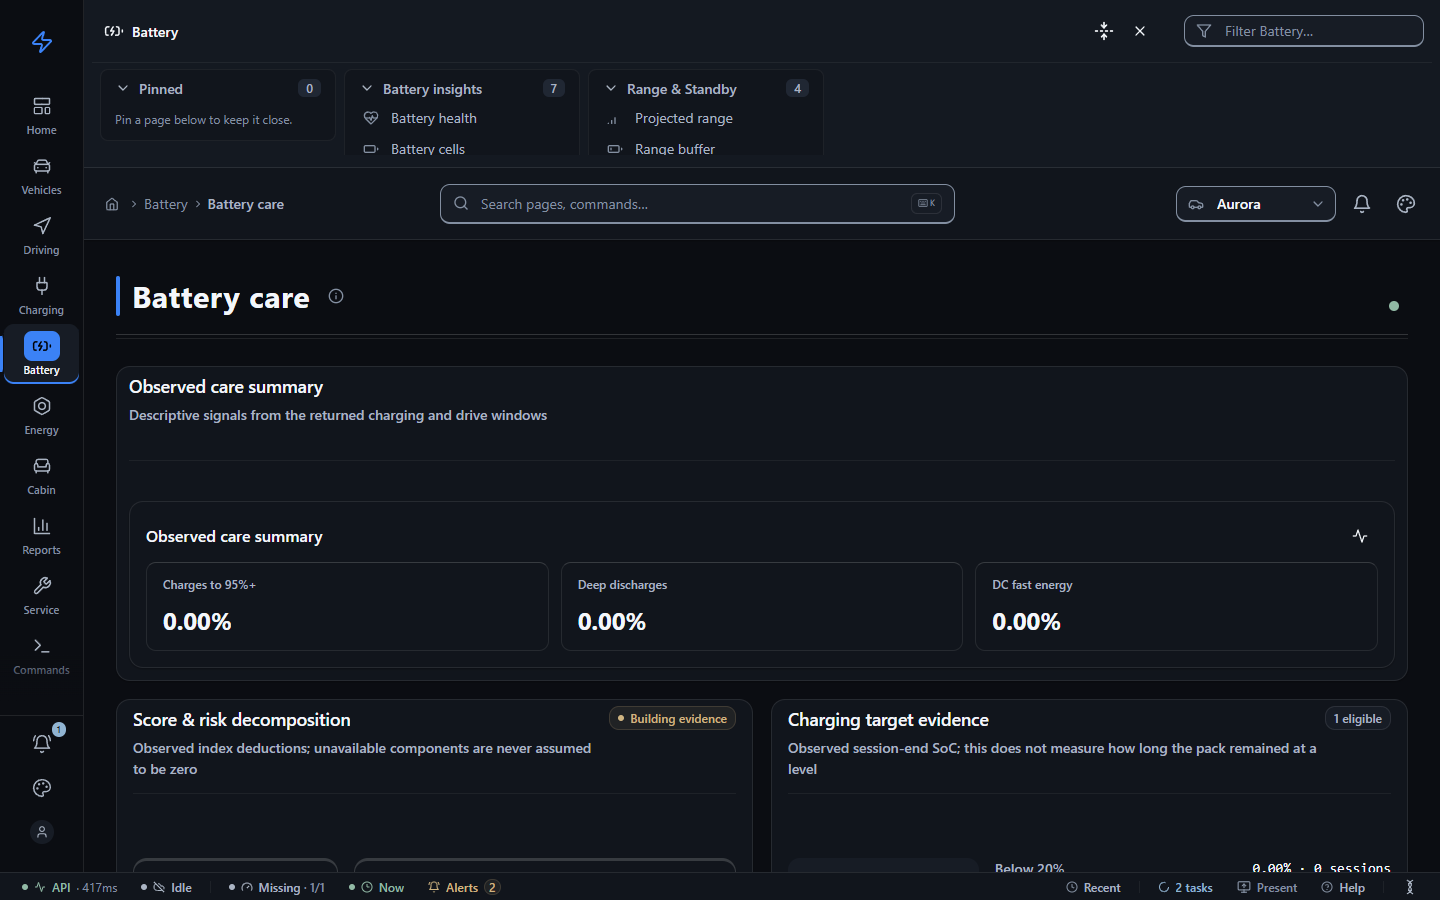 Battery
Filter Battery...
Home
Vehicles
Driving
Charging
Battery
Energy
Cabin
Reports
Service
Commands
1
Pinned 0
Pin a page below to keep it close.
Battery insights 7
Battery health
Battery cells
Range & Standby 4
Projected range
Range buffer
Battery
Battery care
Search pages, commands...
K
Aurora
Battery care
Observed care summary
Descriptive signals from the returned charging and drive windows
Observed care summary
Charges to 95%+
0.00%
Deep discharges
0.00%
DC fast energy
0.00%
Score & risk decomposition
Building evidence
Observed index deductions; unavailable components are never assumed
to be zero
Charging target evidence
1 eligible
Observed session-end SoC; this does not measure how long the pack remained at a
level
Below 20%
0.00% · 0 sessions
API · 417ms
Idle
Missing · 1/1
Now
Alerts 2
Recent
2 tasks
Present
Help